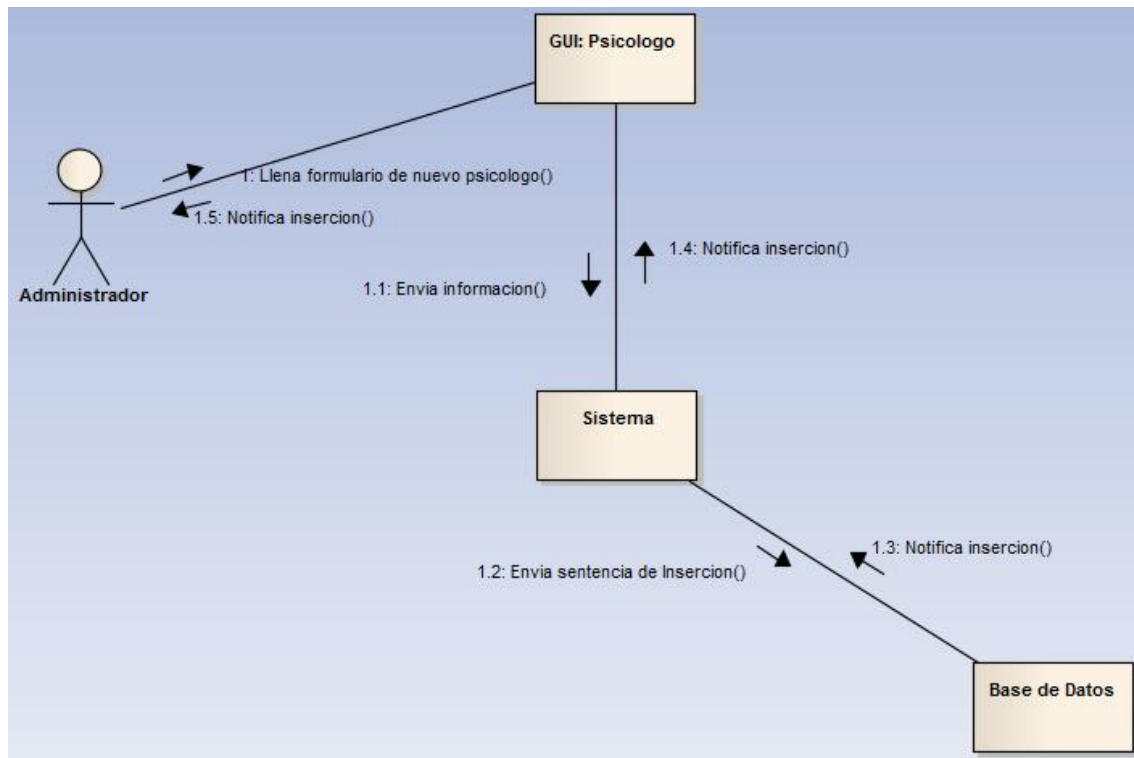 GUI: Psicologo
1: Llena formulario de nuevo psicologo()
1.5: Notifica insercion()
1.4: Notifica insercion()
1.1: Envia informacion()
Administrador
Sistema
1.3: Notifica insercion()
1.2: Envia sentencia de Insercion()
Base de Datos